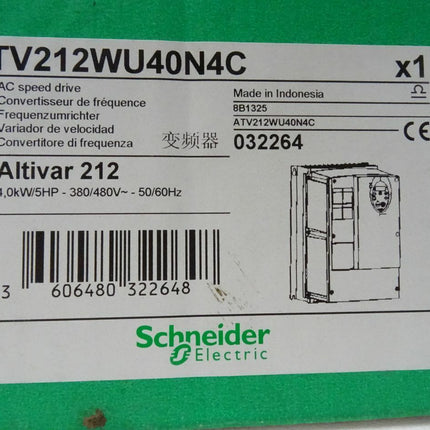 TV212WU40N4C x1
AC speed drive
Convertisseur de fréquence
Frequenzumrichter
Variador de velocidad
Convertitore di frequenza 变频器
Made in Indonesia
8B1325
ATV212WU40N4C
032264 CE
Altivar 212
4,0kW/5HP - 380/480V~ - 50/60Hz
3 606480 322648
Schneider
Electric